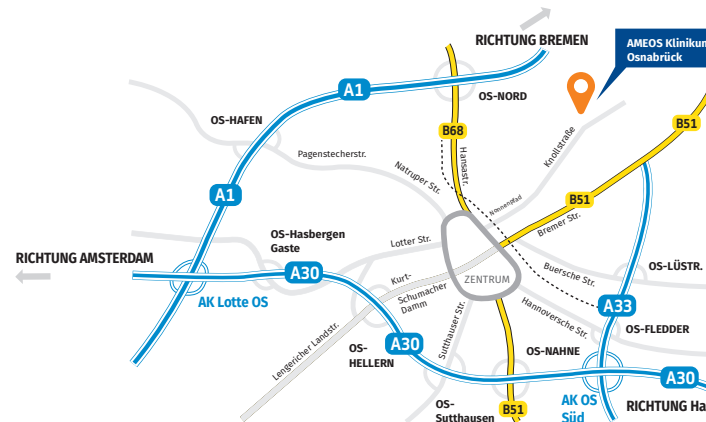 RICHTUNG BREMEN
AMEOS Klinikum
Osnabrück
A1
OS-NORD
OS-HAFEN
B68
B51
Pagenstecherstr.
Hansastr.
Knollstraße
Natruper Str.
A1
Nonnenpfad
B51
Bremer Str.
OS-Hasbergen
Gaste
Lotter Str.
RICHTUNG AMSTERDAM
A30
Kurt-
Schumacher
Damm
ZENTRUM
Buersche Str.
OS-LÜSTR.
AK Lotte OS
A33
Hannoversche Str.
OS-FLEDDER
Lengericher Landstr.
Sutthauser Str.
A30
OS-
HELLERN
OS-NAHNE
A30
AK OS
Süd
RICHTUNG Ha
OS-
Sutthausen
B51